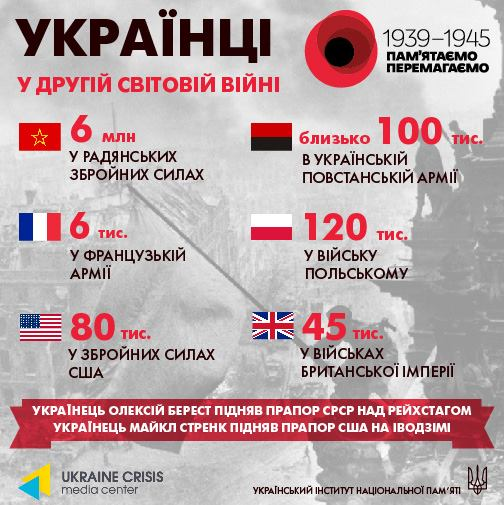 УКРАЇНЦІ
У ДРУГІЙ СВІТОВІЙ ВІЙНІ
1939–1945
ПАМ'ЯТАЄМО
ПЕРЕМАГАЄМО
6 млн
У РАДЯНСЬКИХ
ЗБРОЙНИХ СИЛАХ
близько 100 тис.
В УКРАЇНСЬКІЙ
ПОВСТАНСЬКІЙ АРМІЇ
6 тис.
У ФРАНЦУЗЬКІЙ
АРМІЇ
120 тис.
У ВІЙСЬКУ
ПОЛЬСЬКОМУ
80 тис.
У ЗБРОЙНИХ СИЛАХ
США
45 тис.
У ВІЙСЬКАХ
БРИТАНСЬКОЇ ІМПЕРІЇ
УКРАЇНЕЦЬ ОЛЕКСІЙ БЕРЕСТ ПІДНЯВ ПРАПОР СРСР НАД РЕЙХСТАГОМ
УКРАЇНЕЦЬ МАЙКЛ СТРЕНК ПІДНЯВ ПРАПОР США НА ІВОДЗІМІ
UKRAINE CRISIS
media center
УКРАЇНСЬКИЙ ІНСТИТУТ НАЦІОНАЛЬНОЇ ПАМ'ЯТІ